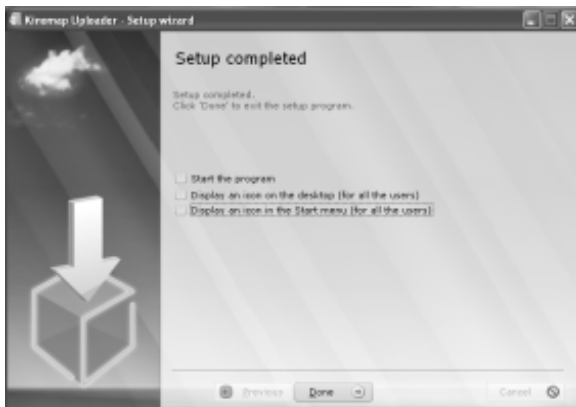 Kinomap Uploader - Setup wizard
Setup completed
Setup completed.
Click 'Done' to exit the setup program.
Start the program
Display an icon on the desktop (for all the users)
Display an icon in the Start menu (for all the users)
Previous
Done
Cancel